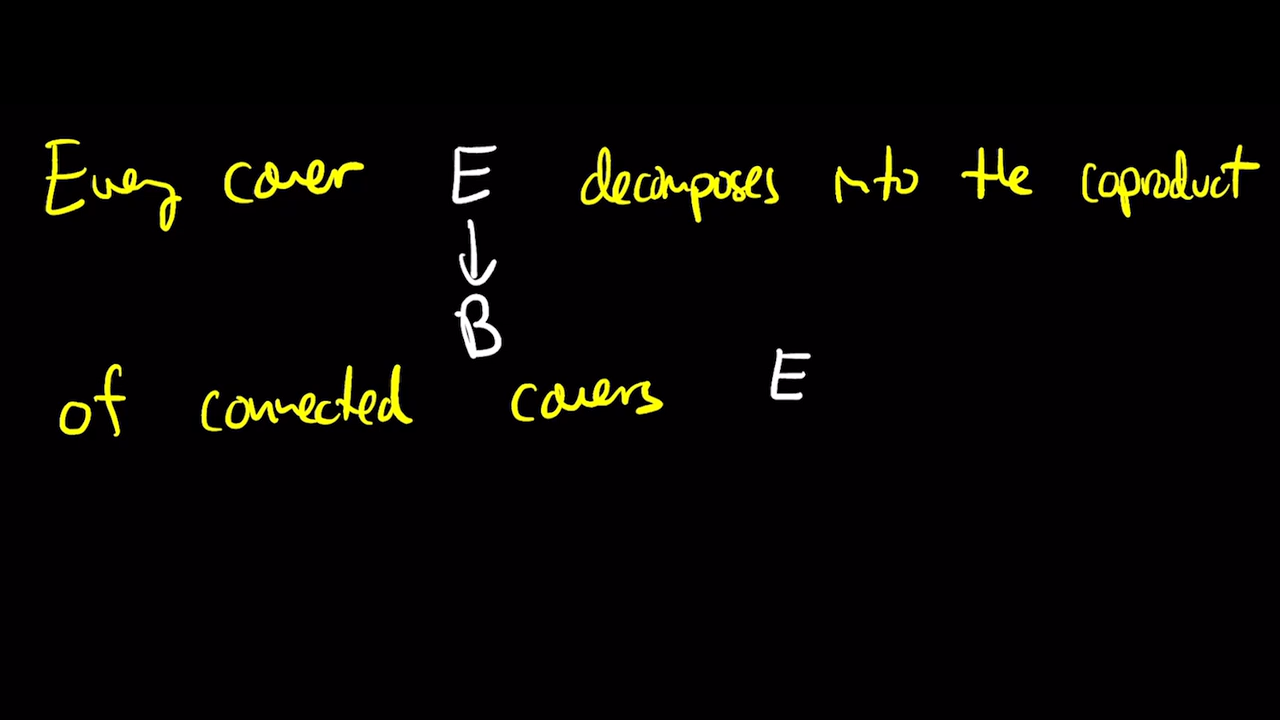 Every cover E decomposes into the coproduct
↓
B
of connected covers E